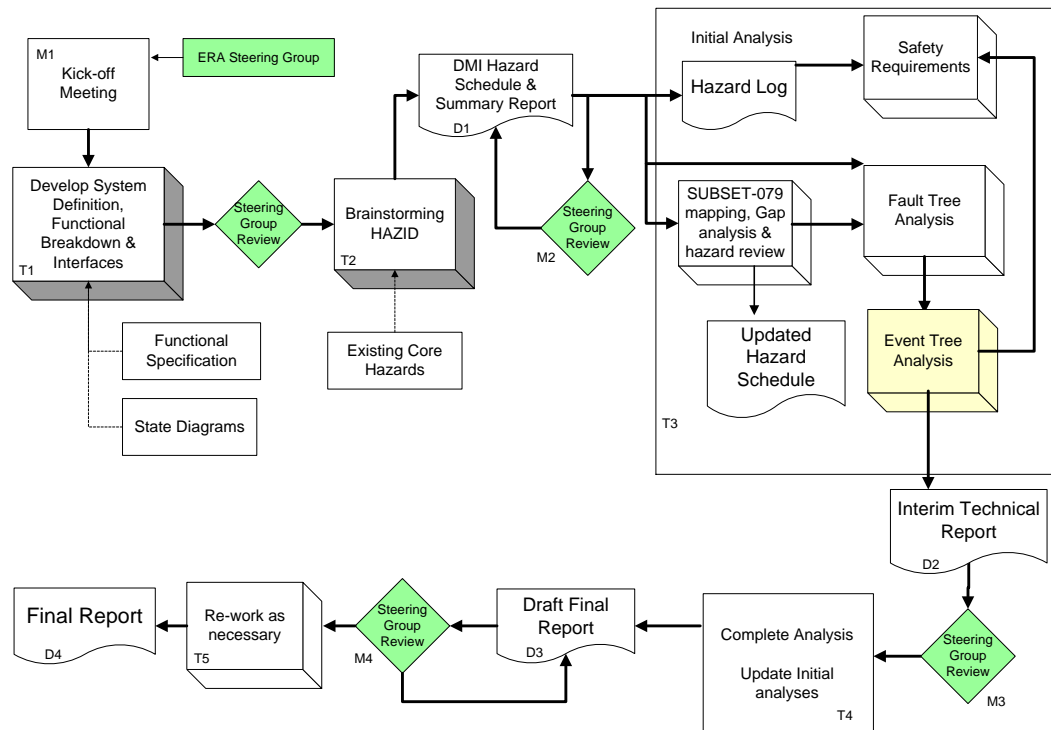 M1
Kick-off
Meeting
ERA Steering Group
Develop System
Definition,
Functional
Breakdown &
Interfaces
T1
Steering
Group
Review
Functional
Specification
State Diagrams
Brainstorming
HAZID
T2
Existing Core
Hazards
DMI Hazard
Schedule &
Summary Report
D1
Steering
Group
Review
M2
Initial Analysis
Hazard Log
Safety
Requirements
SUBSET-079
mapping, Gap
analysis &
hazard review
Fault Tree
Analysis
Updated
Hazard
Schedule
Event Tree
Analysis
T3
Interim Technical
Report
D2
Steering
Group
Review
M3
Complete Analysis
Update Initial
analyses
T4
Draft Final
Report
D3
Steering
Group
Review
M4
Re-work as
necessary
T5
Final Report
D4